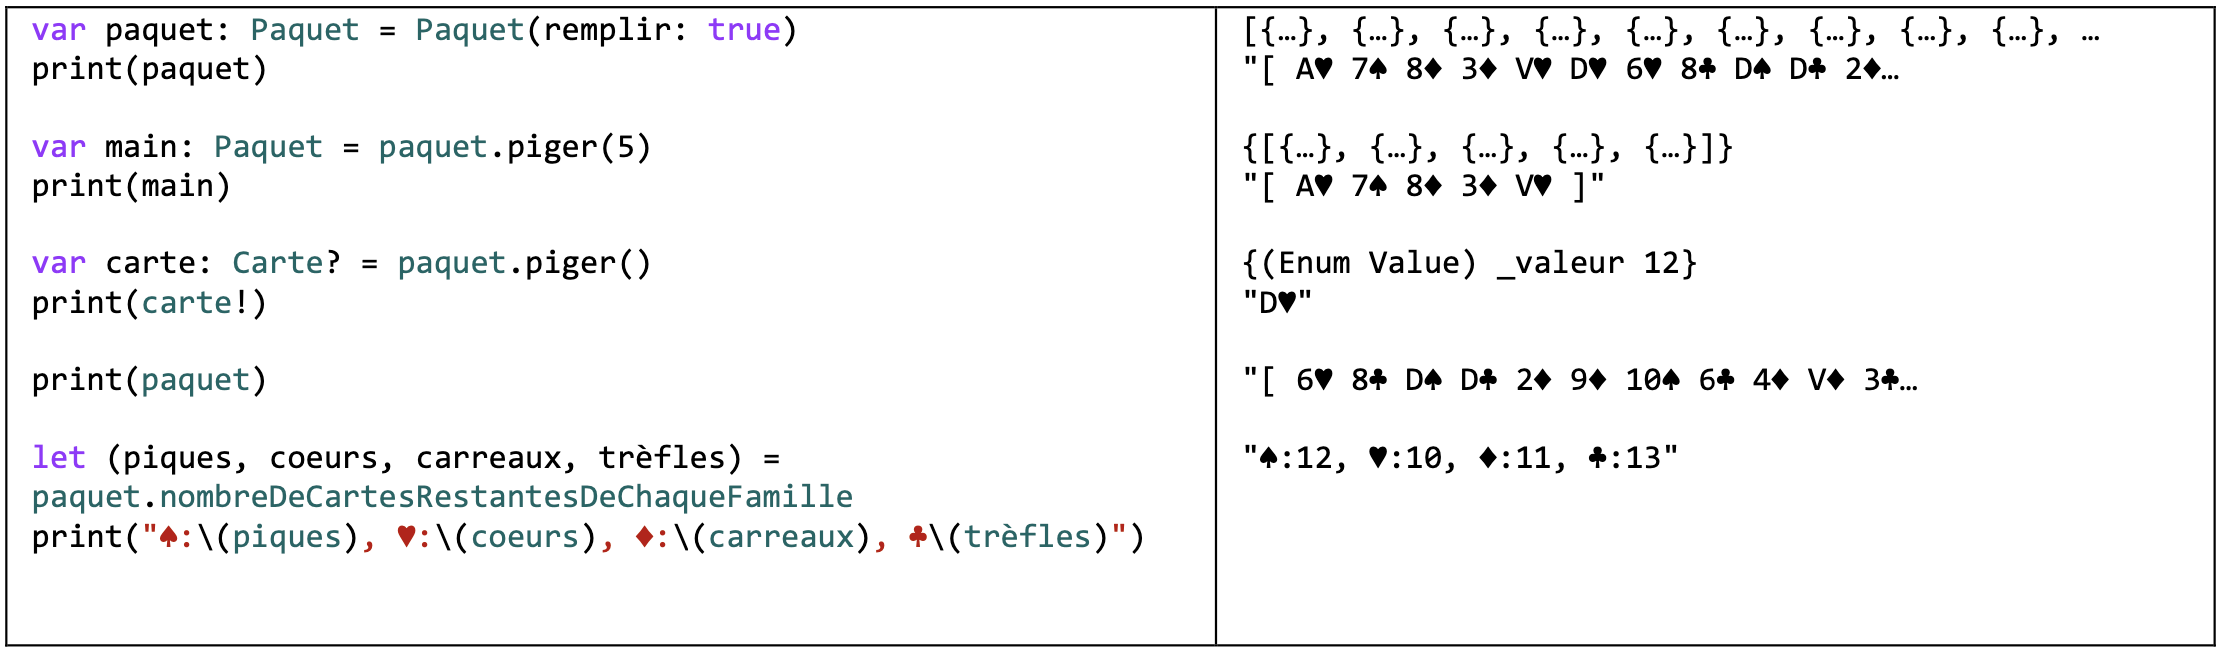 var paquet: Paquet = Paquet(remplir: true)
print(paquet)
var main: Paquet = paquet.piger(5)
print(main)
var carte: Carte? = paquet.piger()
print(carte!)
print(paquet)
let (piques, coeurs, carreaux, trèfles) =
paquet.nombreDeCartesRestantesDeChaqueFamille
print("♠:\(piques), ♥:\(coeurs), ♦:\(carreaux), ♣\(trèfles)")
[{…}, {…}, {…}, {…}, {…}, {…}, {…}, {…}, {…}, …
"[ A♥ 7♠ 8♦ 3♦ V♥ D♥ 6♥ 8♣ D♠ D♣ 2♦…
{[{…}, {…}, {…}, {…}, {…}]}
"[ A♥ 7♠ 8♦ 3♦ V♥ ]"
{(Enum Value) _valeur 12}
"D♥"
"[ 6♥ 8♣ D♠ D♣ 2♦ 9♦ 10♠ 6♣ 4♦ V♦ 3♣…
"♠:12, ♥:10, ♦:11, ♣:13"